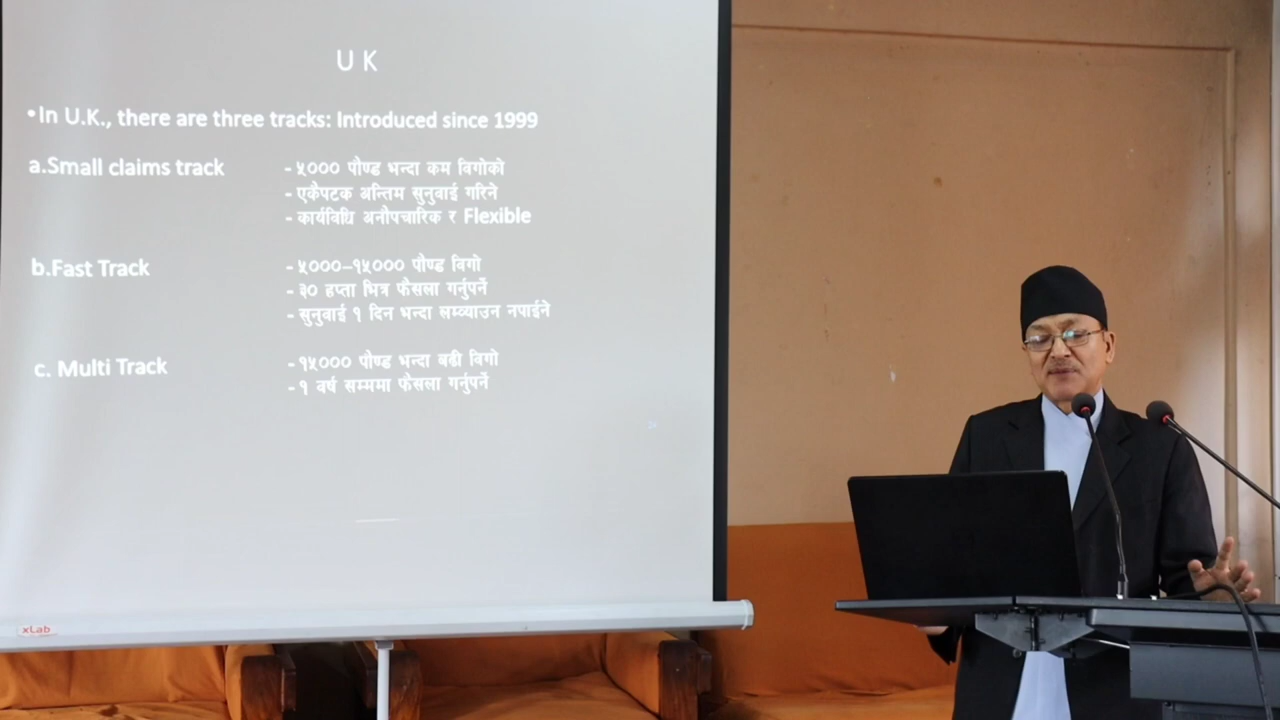 U K
•In U.K., there are three tracks: Introduced since 1999
a.Small claims track - ५००० पौण्ड भन्दा कम विगोको
- एकैपटक अन्तिम सुनुवाई गरिने
- कार्यविधि अनौपचारिक र Flexible
b.Fast Track - ५०००–१५००० पौण्ड विगो
- ३० हप्ता भित्र फैसला गर्नुपर्ने
- सुनुवाई १ दिन भन्दा लम्व्याउन नपाईने
c. Multi Track - १५००० पौण्ड भन्दा बढी विगो
- १ वर्ष सम्ममा फैसला गर्नुपर्ने
xLab